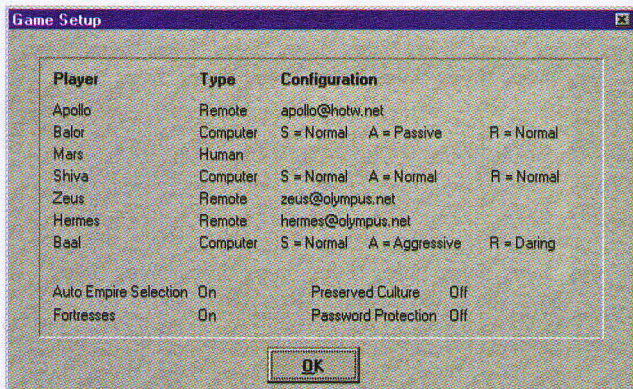 Game Setup
Player Type Configuration
Apollo Remote apollo@hotw.net
Balor Computer S = Normal A = Passive R = Normal
Mars Human
Shiva Computer S = Normal A = Normal R = Normal
Zeus Remote zeus@olympus.net
Hermes Remote hermes@olympus.net
Baal Computer S = Normal A = Aggressive R = Daring
Auto Empire Selection On Preserved Culture Off
Fortresses On Password Protection Off
OK